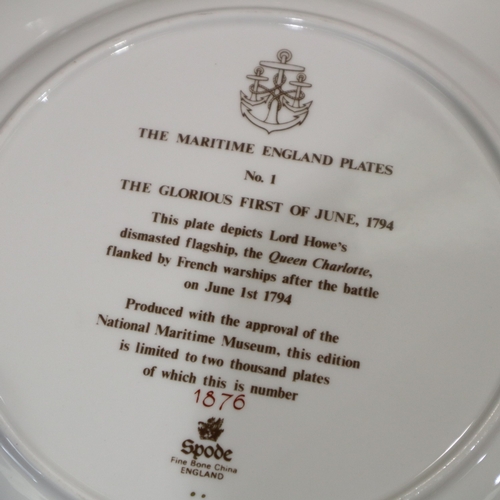 THE MARITIME ENGLAND PLATES
No. 1
THE GLORIOUS FIRST OF JUNE, 1794
This plate depicts Lord Howe's
dismasted flagship, the Queen Charlotte,
flanked by French warships after the battle
on June 1st 1794
Produced with the approval of the
National Maritime Museum, this edition
is limited to two thousand plates
of which this is number
1876
Spode
Fine Bone China
ENGLAND